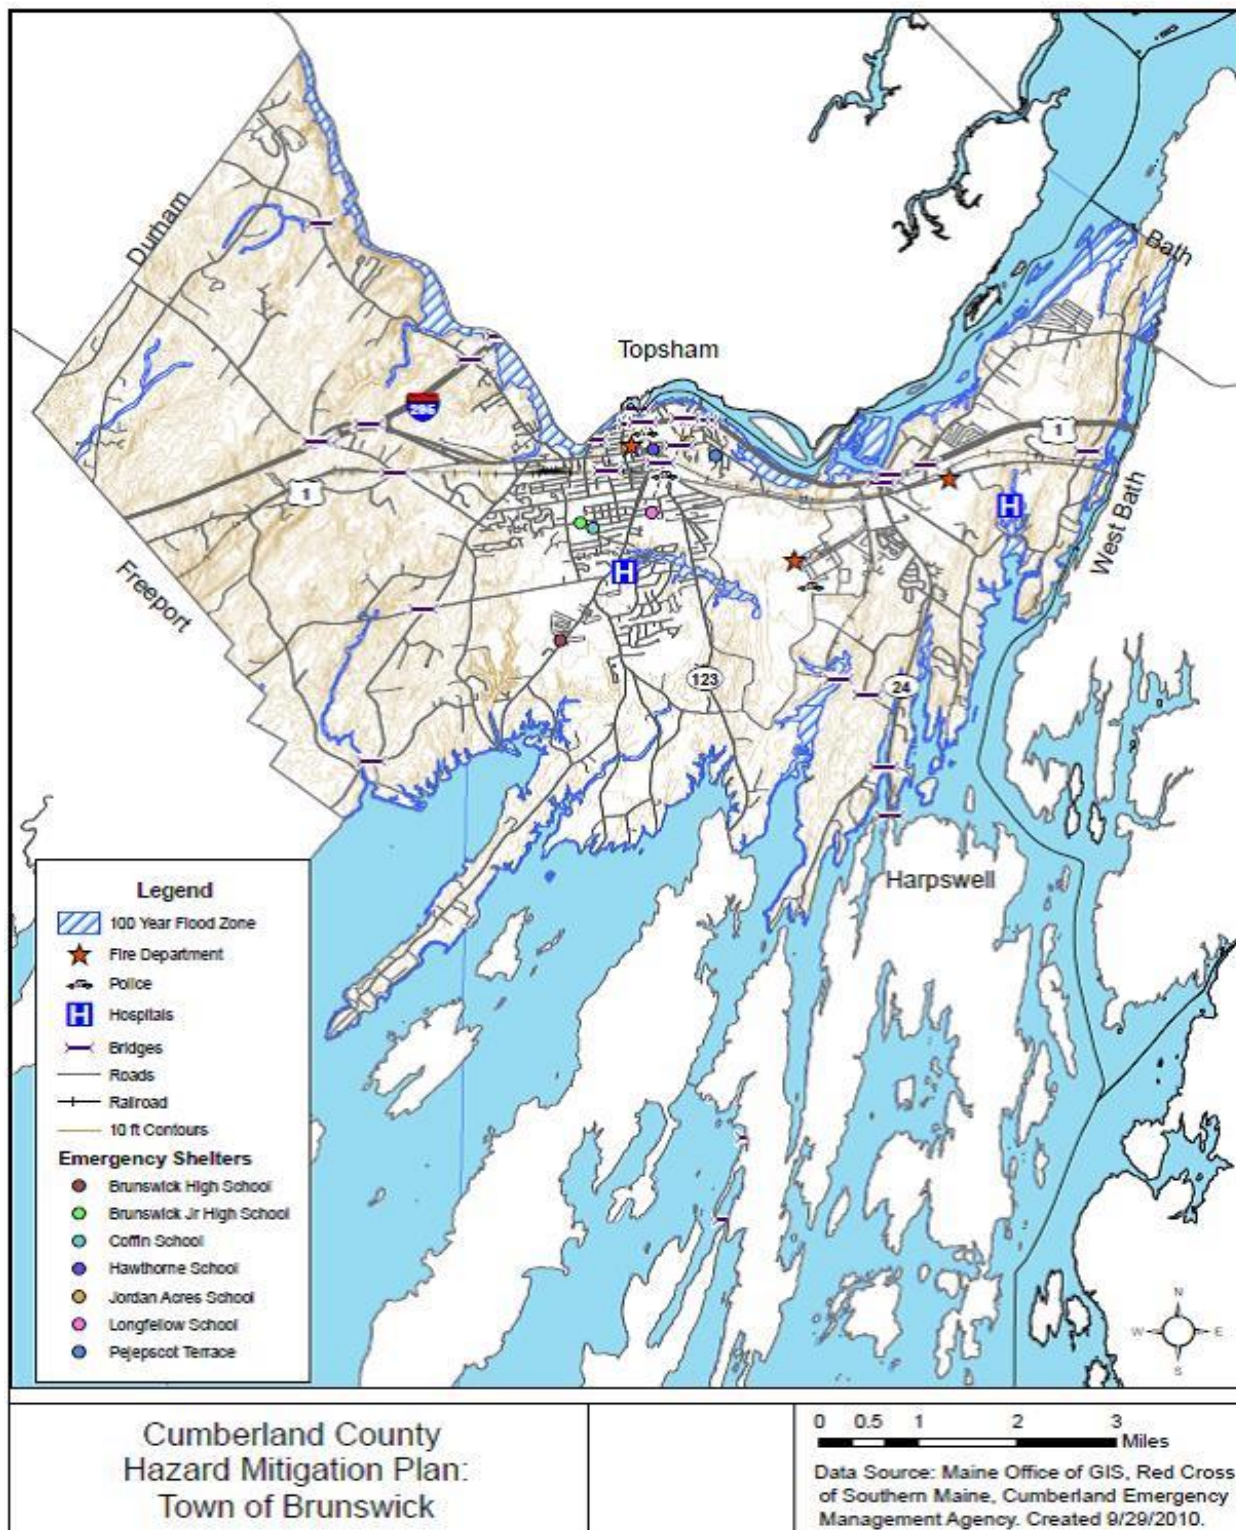 Durham
Bath
Topsham
295
1
1
H
West Bath
Freeport
H
123
24
Harpswell
Legend
100 Year Flood Zone
Fire Department
Police
H Hospitals
Bridges
Roads
Railroad
10 ft Contours
Emergency Shelters
Brunswick High School
Brunswick Jr High School
Coffin School
Hawthorne School
Jordan Acres School
Longfellow School
Pejepscot Terrace
N
W E
S
Cumberland County
Hazard Mitigation Plan:
Town of Brunswick
0 0.5 1 2 3
Miles
Data Source: Maine Office of GIS, Red Cross
of Southern Maine, Cumberland Emergency
Management Agency. Created 9/29/2010.